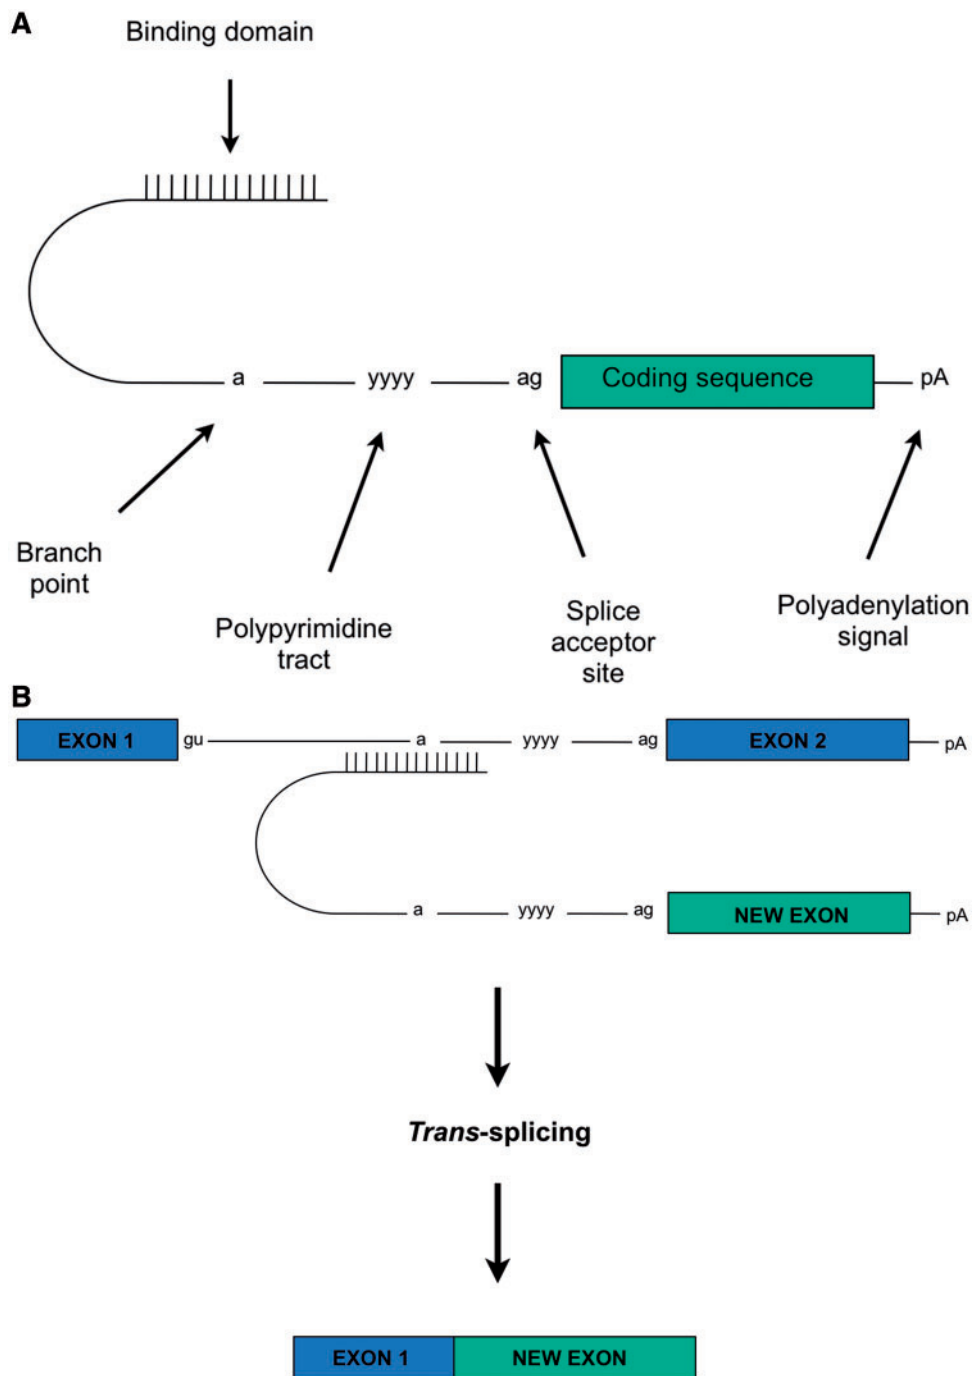 A
Binding domain
a yyyy ag Coding sequence pA
Branch
point
Polypyrimidine
tract
Splice
acceptor
site
Polyadenylation
signal
B
EXON 1 gu a yyyy ag EXON 2 pA
a yyyy ag NEW EXON pA
Trans-splicing
EXON 1 NEW EXON